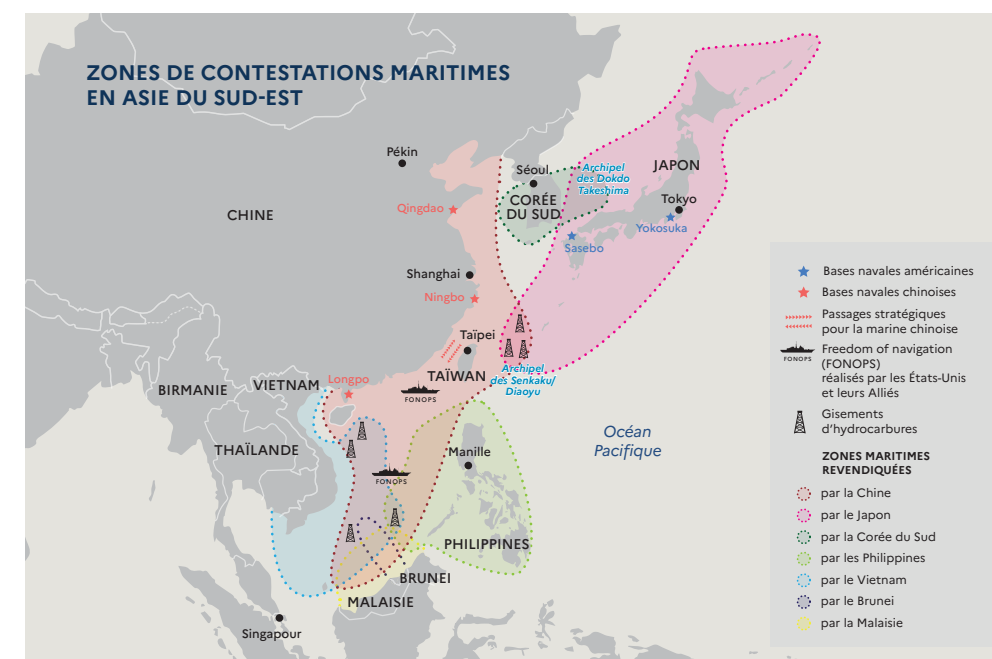 ZONES DE CONTESTATIONS MARITIMES
EN ASIE DU SUD-EST
Pékin
CHINE
Qingdao
Séoul
CORÉE
DU SUD
Archipel
des Dokdo
Takeshima
JAPON
Tokyo
Yokosuka
Sasebo
Shanghai
Ningbo
Taïpei
TAÏWAN
Archipel
des Senkaku/
Diaoyu
BIRMANIE
VIETNAM
Longpo
FONOPS
THAÏLANDE
Manille
FONOPS
Océan
Pacifique
PHILIPPINES
BRUNEI
MALAISIE
Singapour
Bases navales américaines
Bases navales chinoises
Passages stratégiques
pour la marine chinoise
FONOPS
Freedom of navigation
(FONOPS)
réalisés par les États-Unis
et leurs Alliés
Gisements
d'hydrocarbures
ZONES MARITIMES
REVENDIQUÉES
par la Chine
par le Japon
par la Corée du Sud
par les Philippines
par le Vietnam
par le Brunei
par la Malaisie